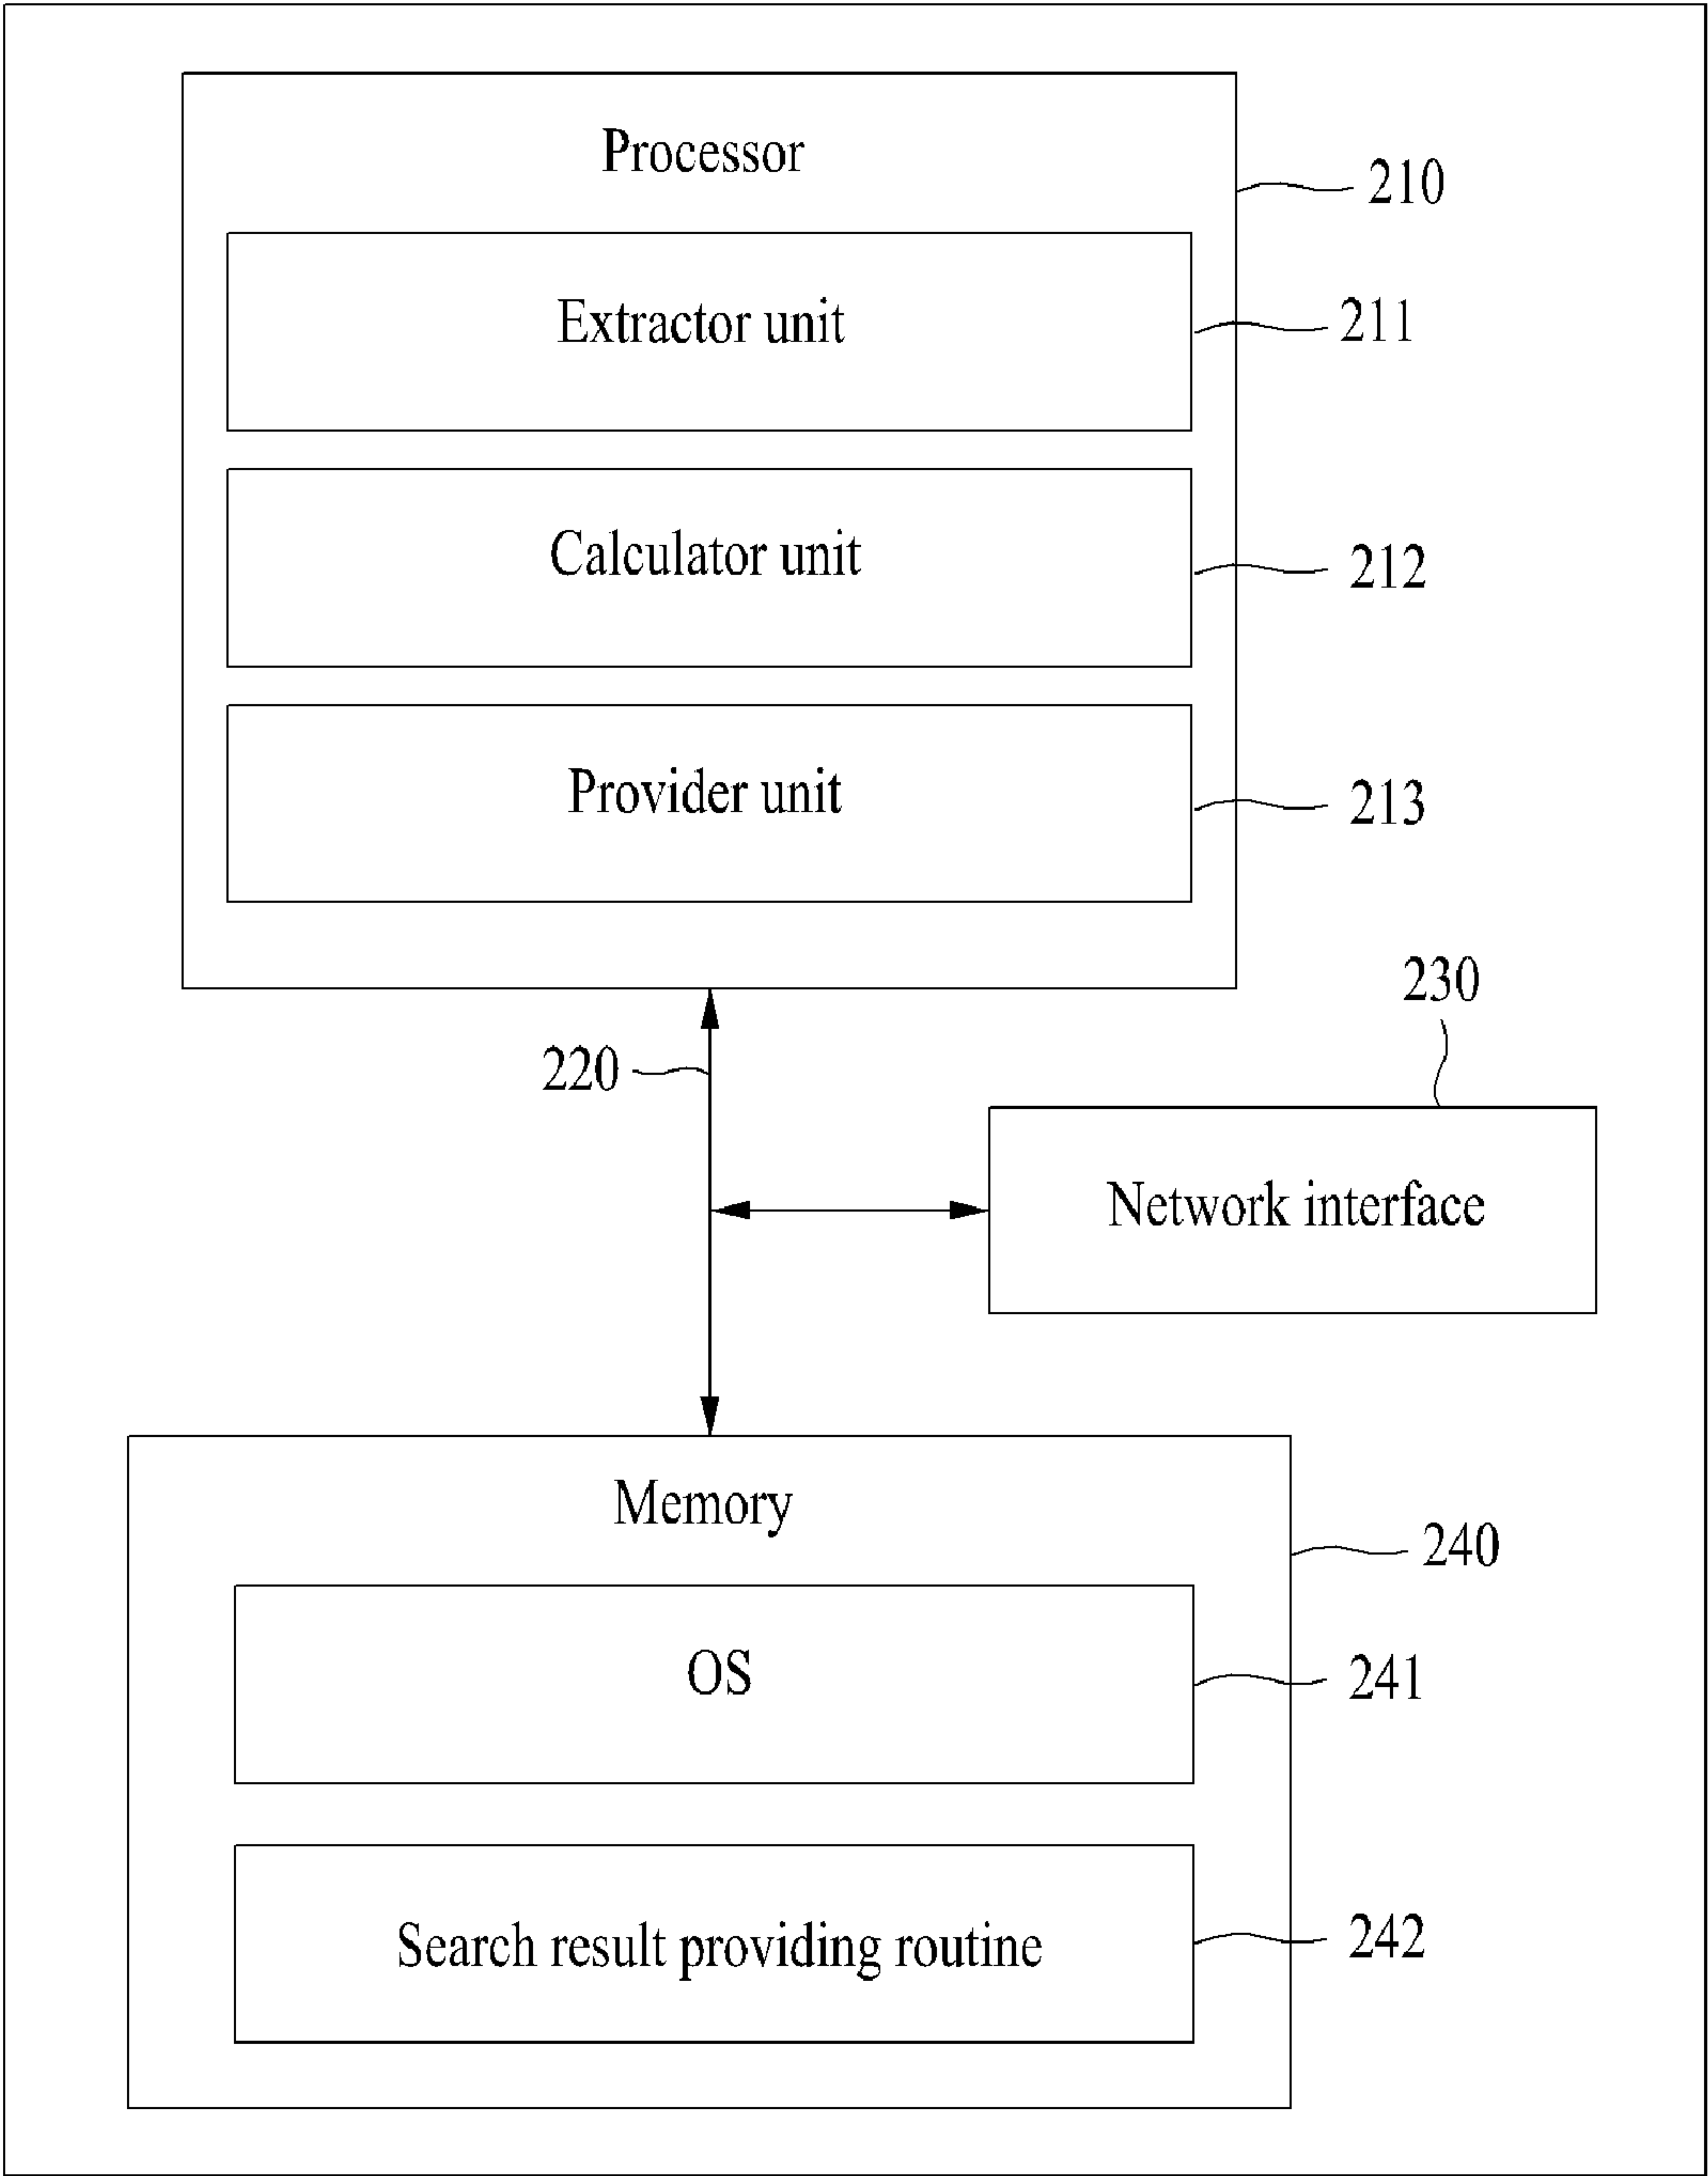 Processor
210
Extractor unit
211
Calculator unit
212
Provider unit
213
230
220
Network interface
Memory
240
OS
241
Search result providing routine
242